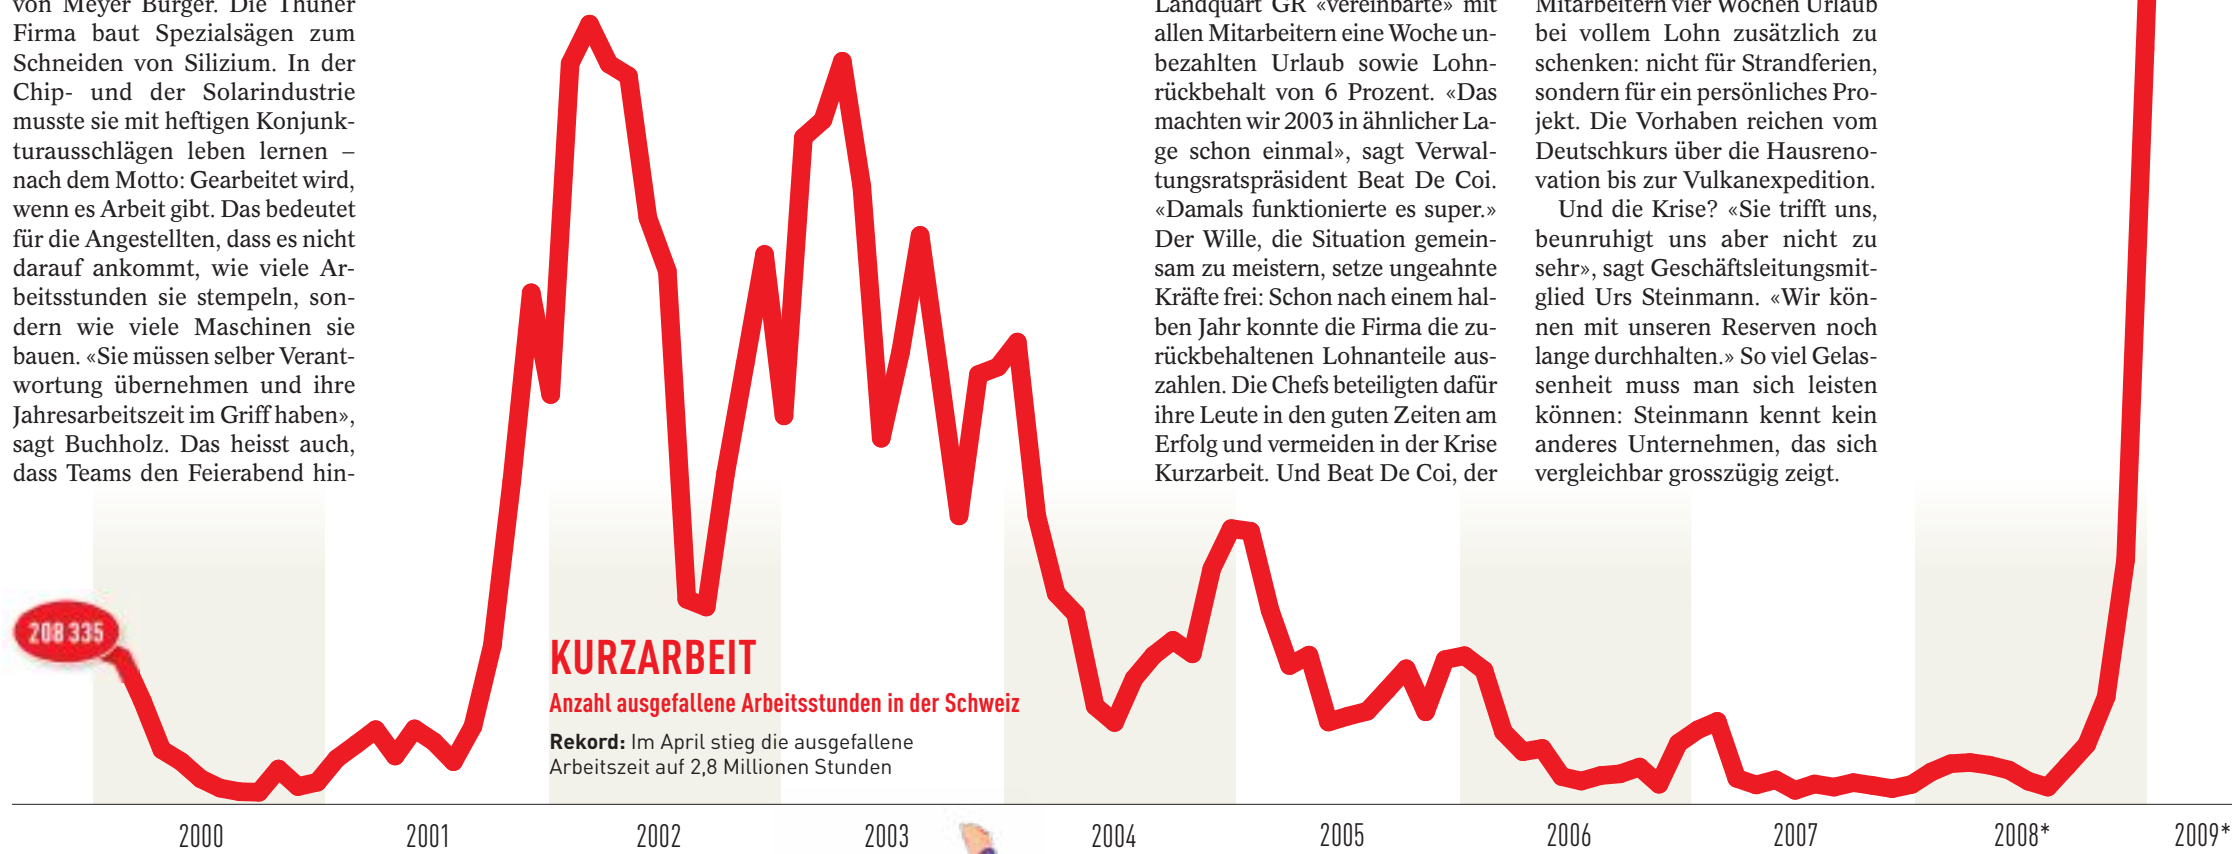 von Meyer Burger. Die Thuner
Firma baut Spezialsägen zum
Schneiden von Silizium. In der
Chip- und der Solarindustrie
musste sie mit heftigen Konjunk-
turausschlägen leben lernen –
nach dem Motto: Gearbeitet wird,
wenn es Arbeit gibt. Das bedeutet
für die Angestellten, dass es nicht
darauf ankommt, wie viele Ar-
beitsstunden sie stempeln, son-
dern wie viele Maschinen sie
bauen. «Sie müssen selber Verant-
wortung übernehmen und ihre
Jahresarbeitszeit im Griff haben»,
sagt Buchholz. Das heisst auch,
dass Teams den Feierabend hin-
Landquart GR «vereinbarte» mit
allen Mitarbeitern eine Woche un-
bezahlten Urlaub sowie Lohn-
rückbehalt von 6 Prozent. «Das
machten wir 2003 in ähnlicher La-
ge schon einmal», sagt Verwal-
tungsratspräsident Beat De Coi.
«Damals funktionierte es super.»
Der Wille, die Situation gemein-
sam zu meistern, setze ungeahnte
Kräfte frei: Schon nach einem hal-
ben Jahr konnte die Firma die zu-
rückbehaltenen Lohnanteile aus-
zahlen. Die Chefs beteiligten dafür
ihre Leute in den guten Zeiten am
Erfolg und vermeiden in der Krise
Kurzarbeit. Und Beat De Coi, der
Mitarbeitern vier Wochen Urlaub
bei vollem Lohn zusätzlich zu
schenken: nicht für Strandferien,
sondern für ein persönliches Pro-
jekt. Die Vorhaben reichen vom
Deutschkurs über die Hausreno-
vation bis zur Vulkanexpedition.
Und die Krise? «Sie trifft uns,
beunruhigt uns aber nicht zu
sehr», sagt Geschäftsleitungsmit-
glied Urs Steinmann. «Wir kön-
nen mit unseren Reserven noch
lange durchhalten.» So viel Gelas-
senheit muss man sich leisten
können: Steinmann kennt kein
anderes Unternehmen, das sich
vergleichbar grosszügig zeigt.
208 335
KURZARBEIT
Anzahl ausgefallene Arbeitsstunden in der Schweiz
Rekord: Im April stieg die ausgefallene
Arbeitszeit auf 2,8 Millionen Stunden
2000 2001 2002 2003 2004 2005 2006 2007 2008* 2009*